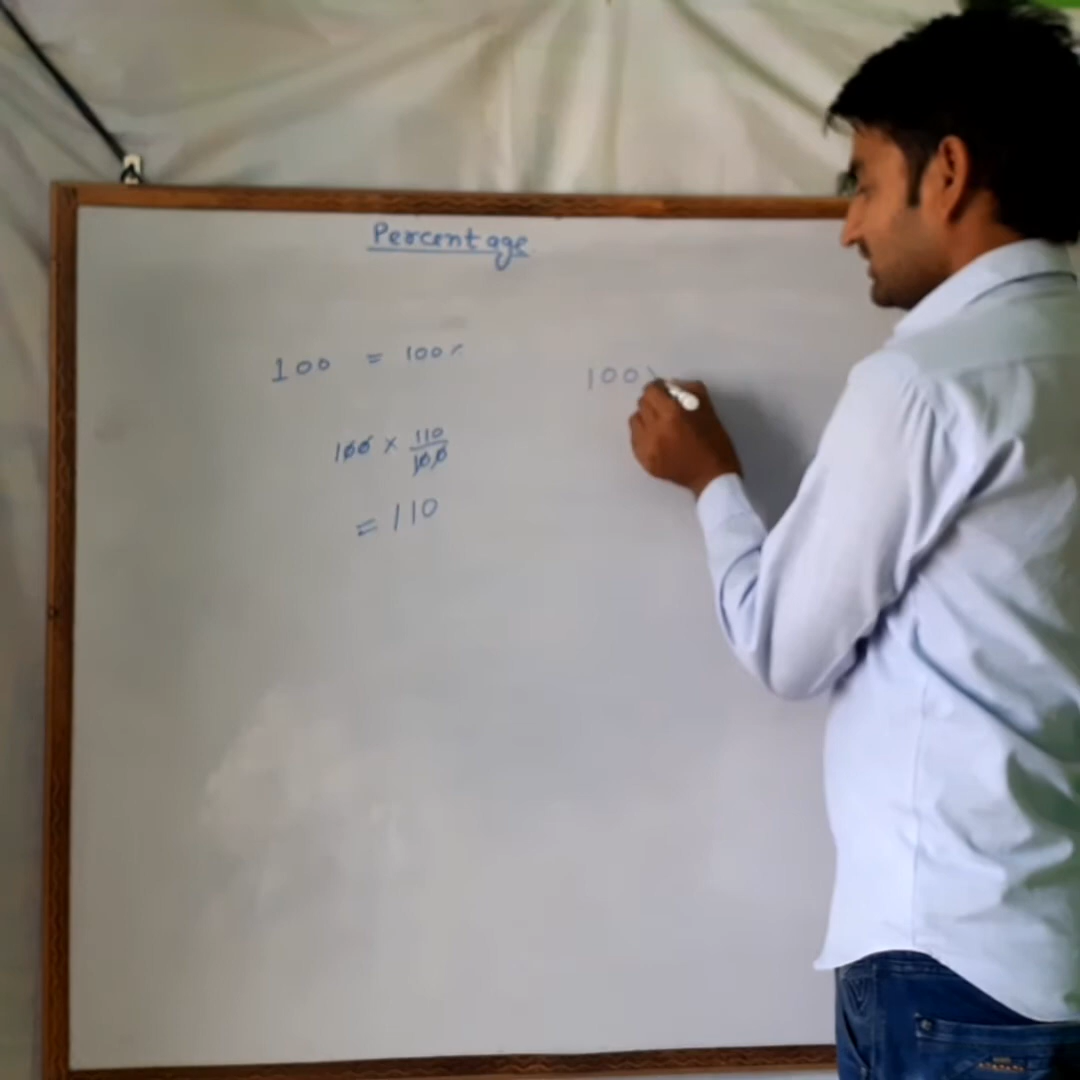 Percentage
100 = 100%
100 × 110/100
= 110
100 ×